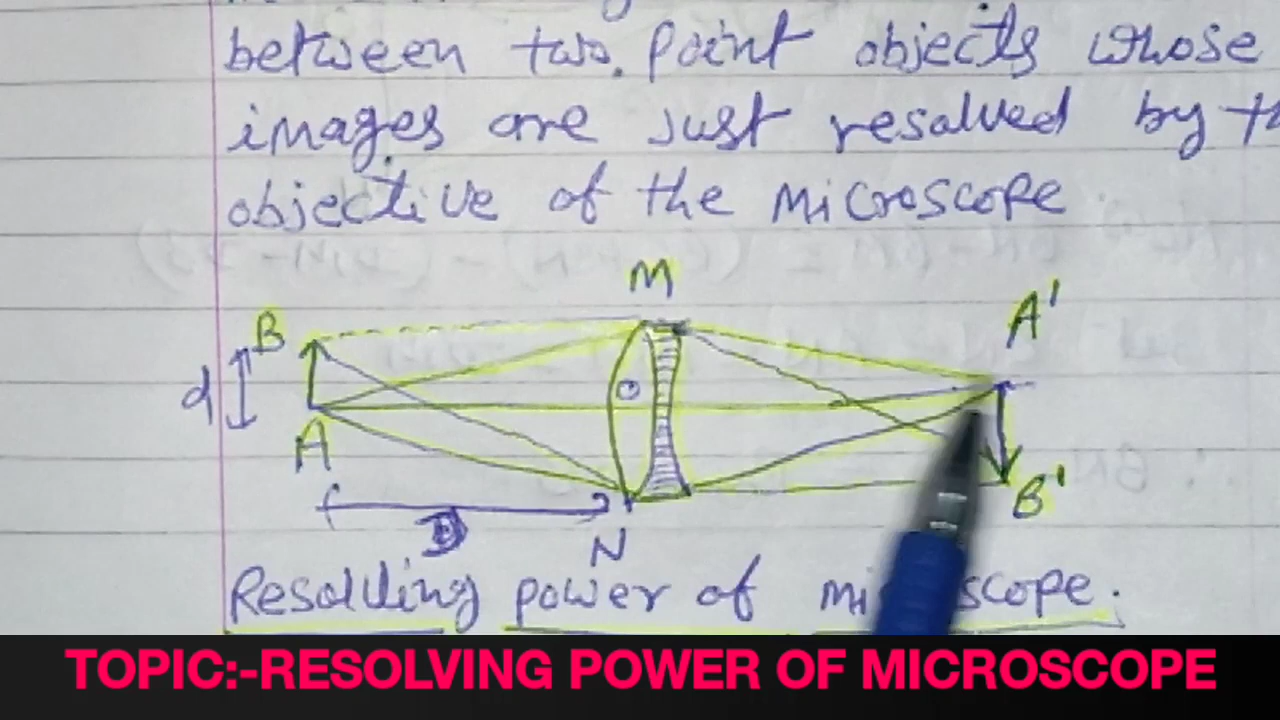 between two point objects whose
images are just resolved by
objective of the microscope
M
A'
B
d
O
A
B'
D
N
Resolving power of microscope.
TOPIC:-RESOLVING POWER OF MICROSCOPE